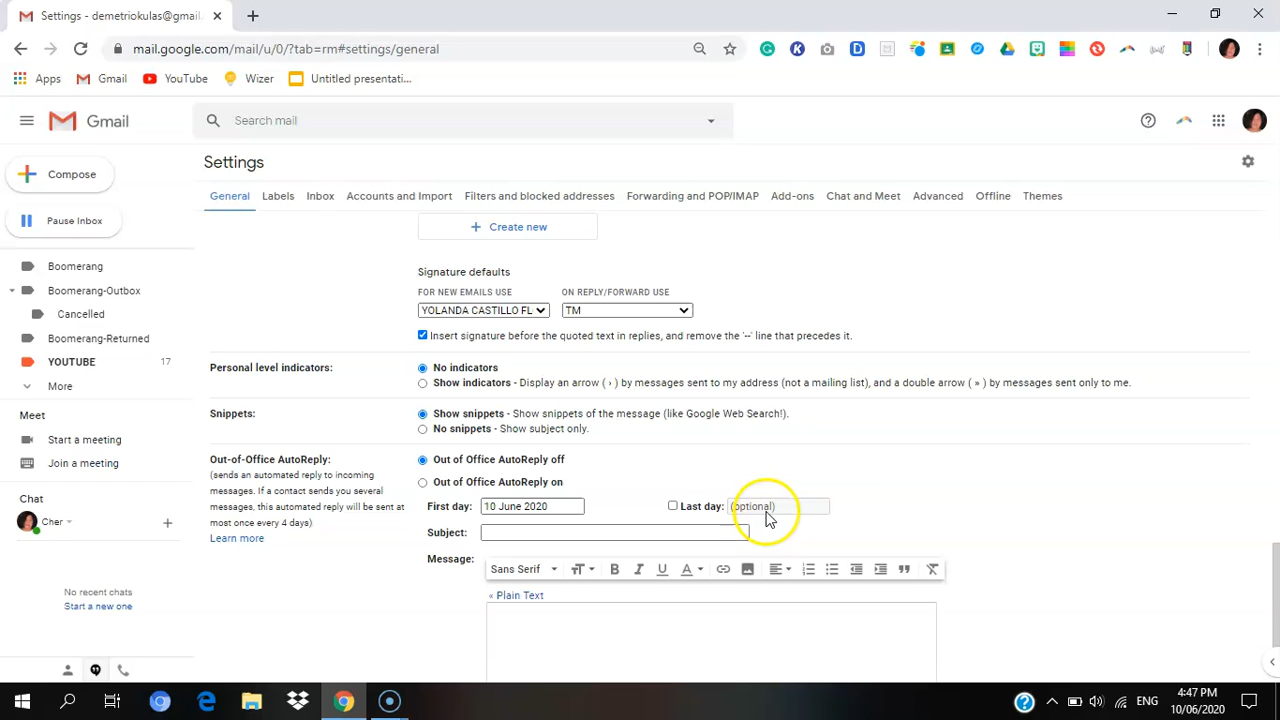 Settings - demetriokulas@gmail.
mail.google.com/mail/u/0/?tab=rm#settings/general
Apps
Gmail
YouTube
Wizer
Untitled presentati...
Gmail
Search mail
Compose
Pause Inbox
Boomerang
Boomerang-Outbox
Cancelled
Boomerang-Returned
YOUTUBE 17
More
Meet
Start a meeting
Join a meeting
Chat
Cher
No recent chats
Start a new one
Settings
General Labels Inbox Accounts and Import Filters and blocked addresses Forwarding and POP/IMAP Add-ons Chat and Meet Advanced Offline Themes
+ Create new
Signature defaults
FOR NEW EMAILS USE ON REPLY/FORWARD USE
YOLANDA CASTILLO FL TM
Insert signature before the quoted text in replies, and remove the '--' line that precedes it.
Personal level indicators:
No indicators
Show indicators - Display an arrow ( › ) by messages sent to my address (not a mailing list), and a double arrow ( » ) by messages sent only to me.
Snippets:
Show snippets - Show snippets of the message (like Google Web Search!).
No snippets - Show subject only.
Out-of-Office AutoReply:
(sends an automated reply to incoming
messages. If a contact sends you several
messages, this automated reply will be sent at
most once every 4 days)
Learn more
Out of Office AutoReply off
Out of Office AutoReply on
First day: 10 June 2020 Last day: (optional)
Subject:
Message:
Sans Serif
« Plain Text
ENG
4:47 PM
10/06/2020